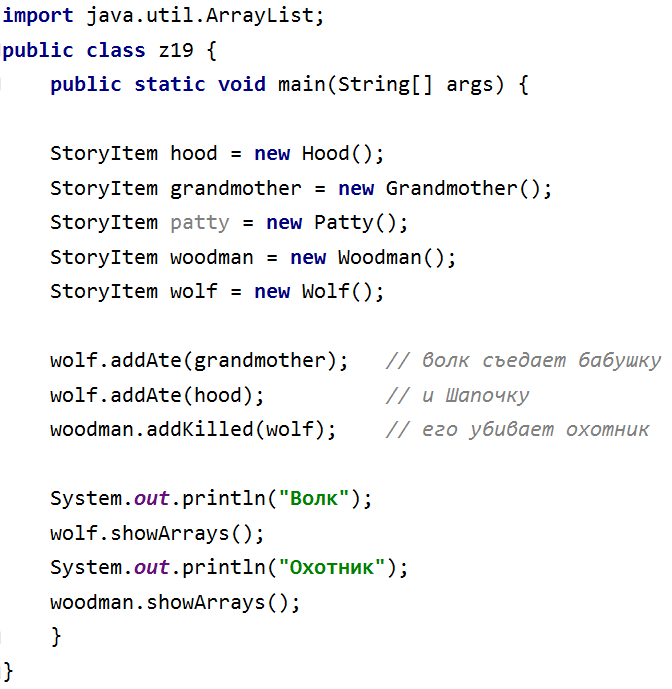 import java.util.ArrayList;
public class z19 {
public static void main(String[] args) {
StoryItem hood = new Hood();
StoryItem grandmother = new Grandmother();
StoryItem patty = new Patty();
StoryItem woodman = new Woodman();
StoryItem wolf = new Wolf();
wolf.addAte(grandmother); // волк съедает бабушку
wolf.addAte(hood); // и Шапочку
woodman.addKilled(wolf); // его убивает охотник
System.out.println("Волк");
wolf.showArrays();
System.out.println("Охотник");
woodman.showArrays();
}
}